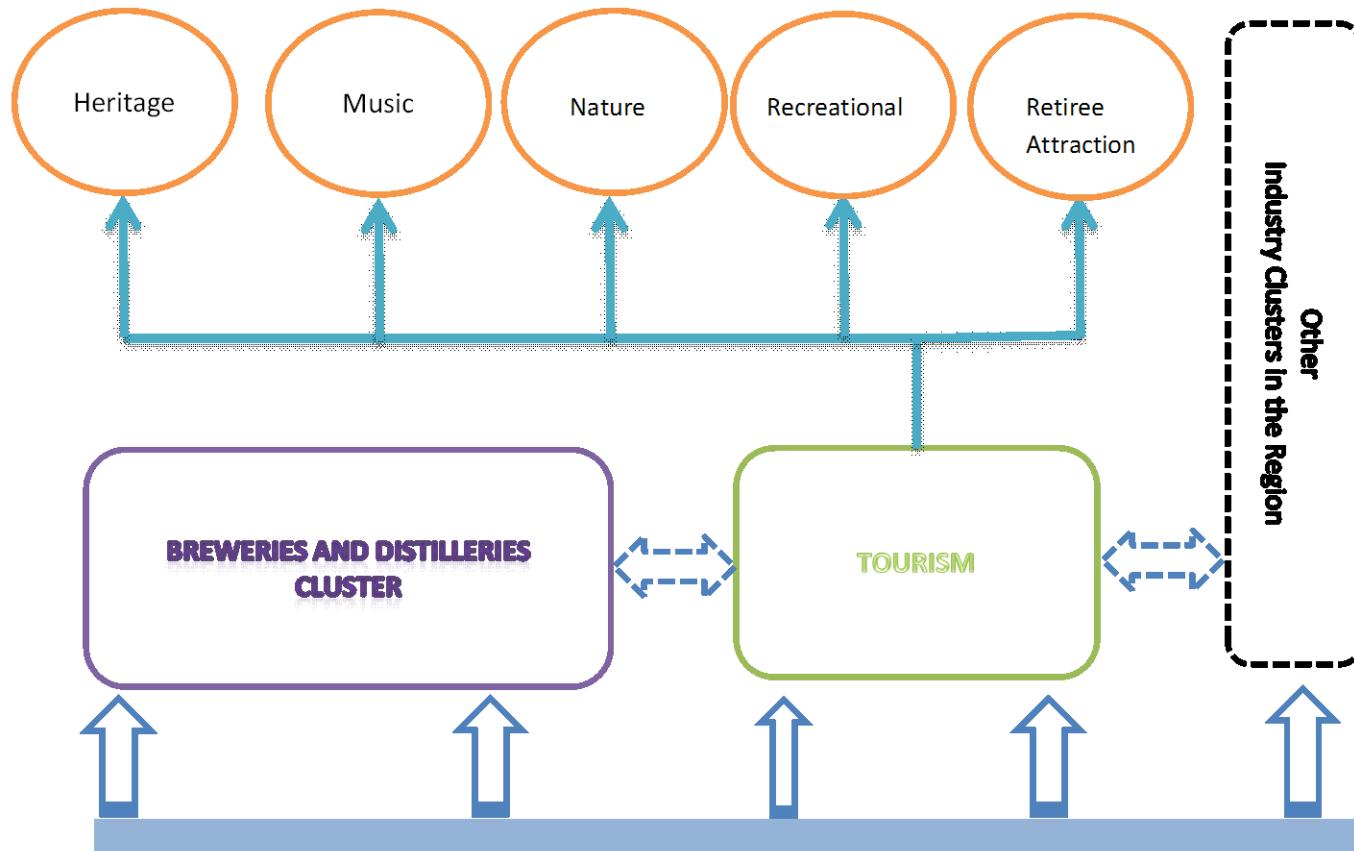 Heritage
Music
Nature
Recreational
Retiree
Attraction
Other
Industry Clusters in the Region
BREWERIES AND DISTILLERIES
CLUSTER
TOURISM